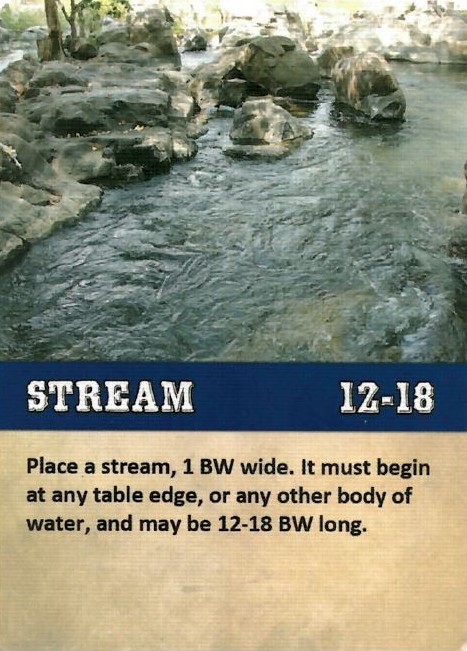 STREAM 12-18
Place a stream, 1 BW wide. It must begin
at any table edge, or any other body of
water, and may be 12-18 BW long.